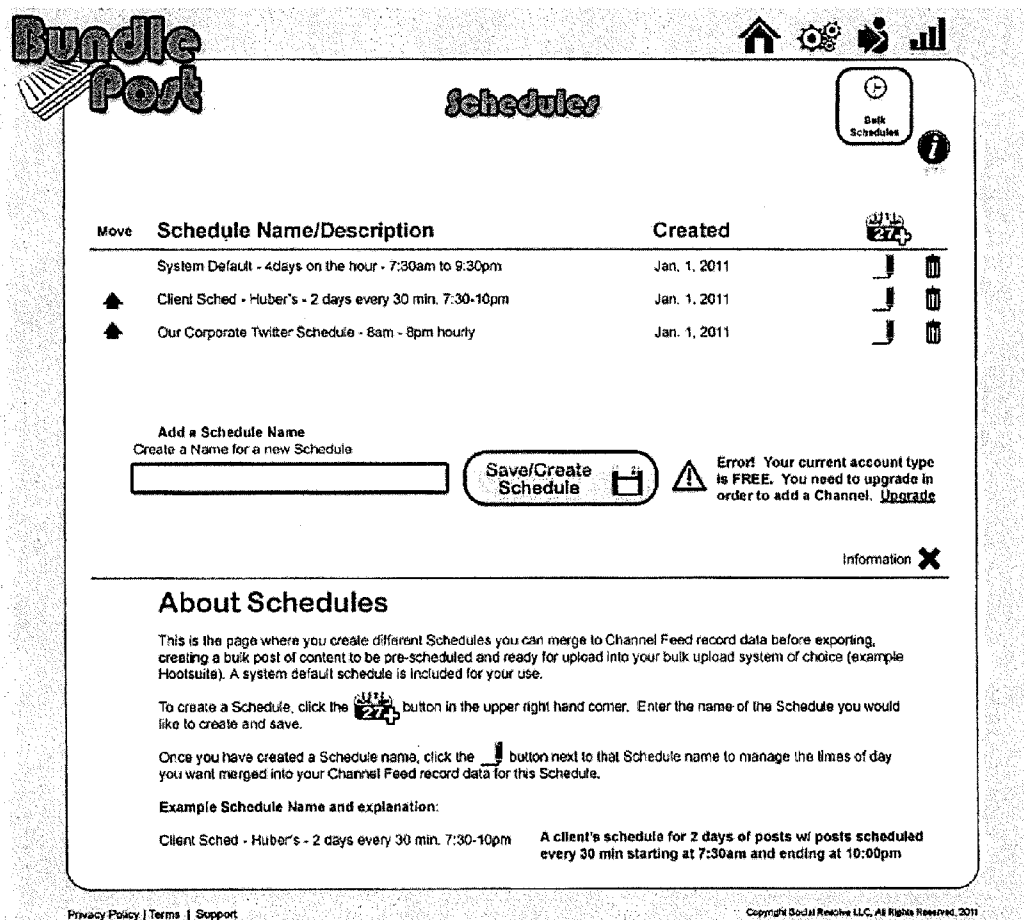 Bundle
Post
Schedules
Bulk
Schedules
i
Move Schedule Name/Description Created 27
System Default - 4days on the hour - 7:30am to 9:30pm Jan. 1, 2011
Client Sched - Huber's - 2 days every 30 min. 7:30-10pm Jan. 1, 2011
Our Corporate Twitter Schedule - 8am - 8pm hourly Jan. 1, 2011
Add a Schedule Name
Create a Name for a new Schedule
Save/Create
Schedule
Error! Your current account type
is FREE. You need to upgrade in
order to add a Channel. Upgrade
Information
About Schedules
This is the page where you create different Schedules you can merge to Channel Feed record data before exporting,
creating a bulk post of content to be pre-scheduled and ready for upload into your bulk upload system of choice (example
Hootsuite). A system default schedule is included for your use.
To create a Schedule, click the 27 button in the upper right hand corner. Enter the name of the Schedule you would
like to create and save.
Once you have created a Schedule name, click the button next to that Schedule name to manage the times of day
you want merged into your Channel Feed record data for this Schedule.
Example Schedule Name and explanation:
Client Sched - Huber's - 2 days every 30 min. 7:30-10pm
A client's schedule for 2 days of posts w/ posts scheduled
every 30 min starting at 7:30am and ending at 10:00pm
Privacy Policy | Terms | Support
Copyright Social Resolve LLC, All Rights Reserved, 2011